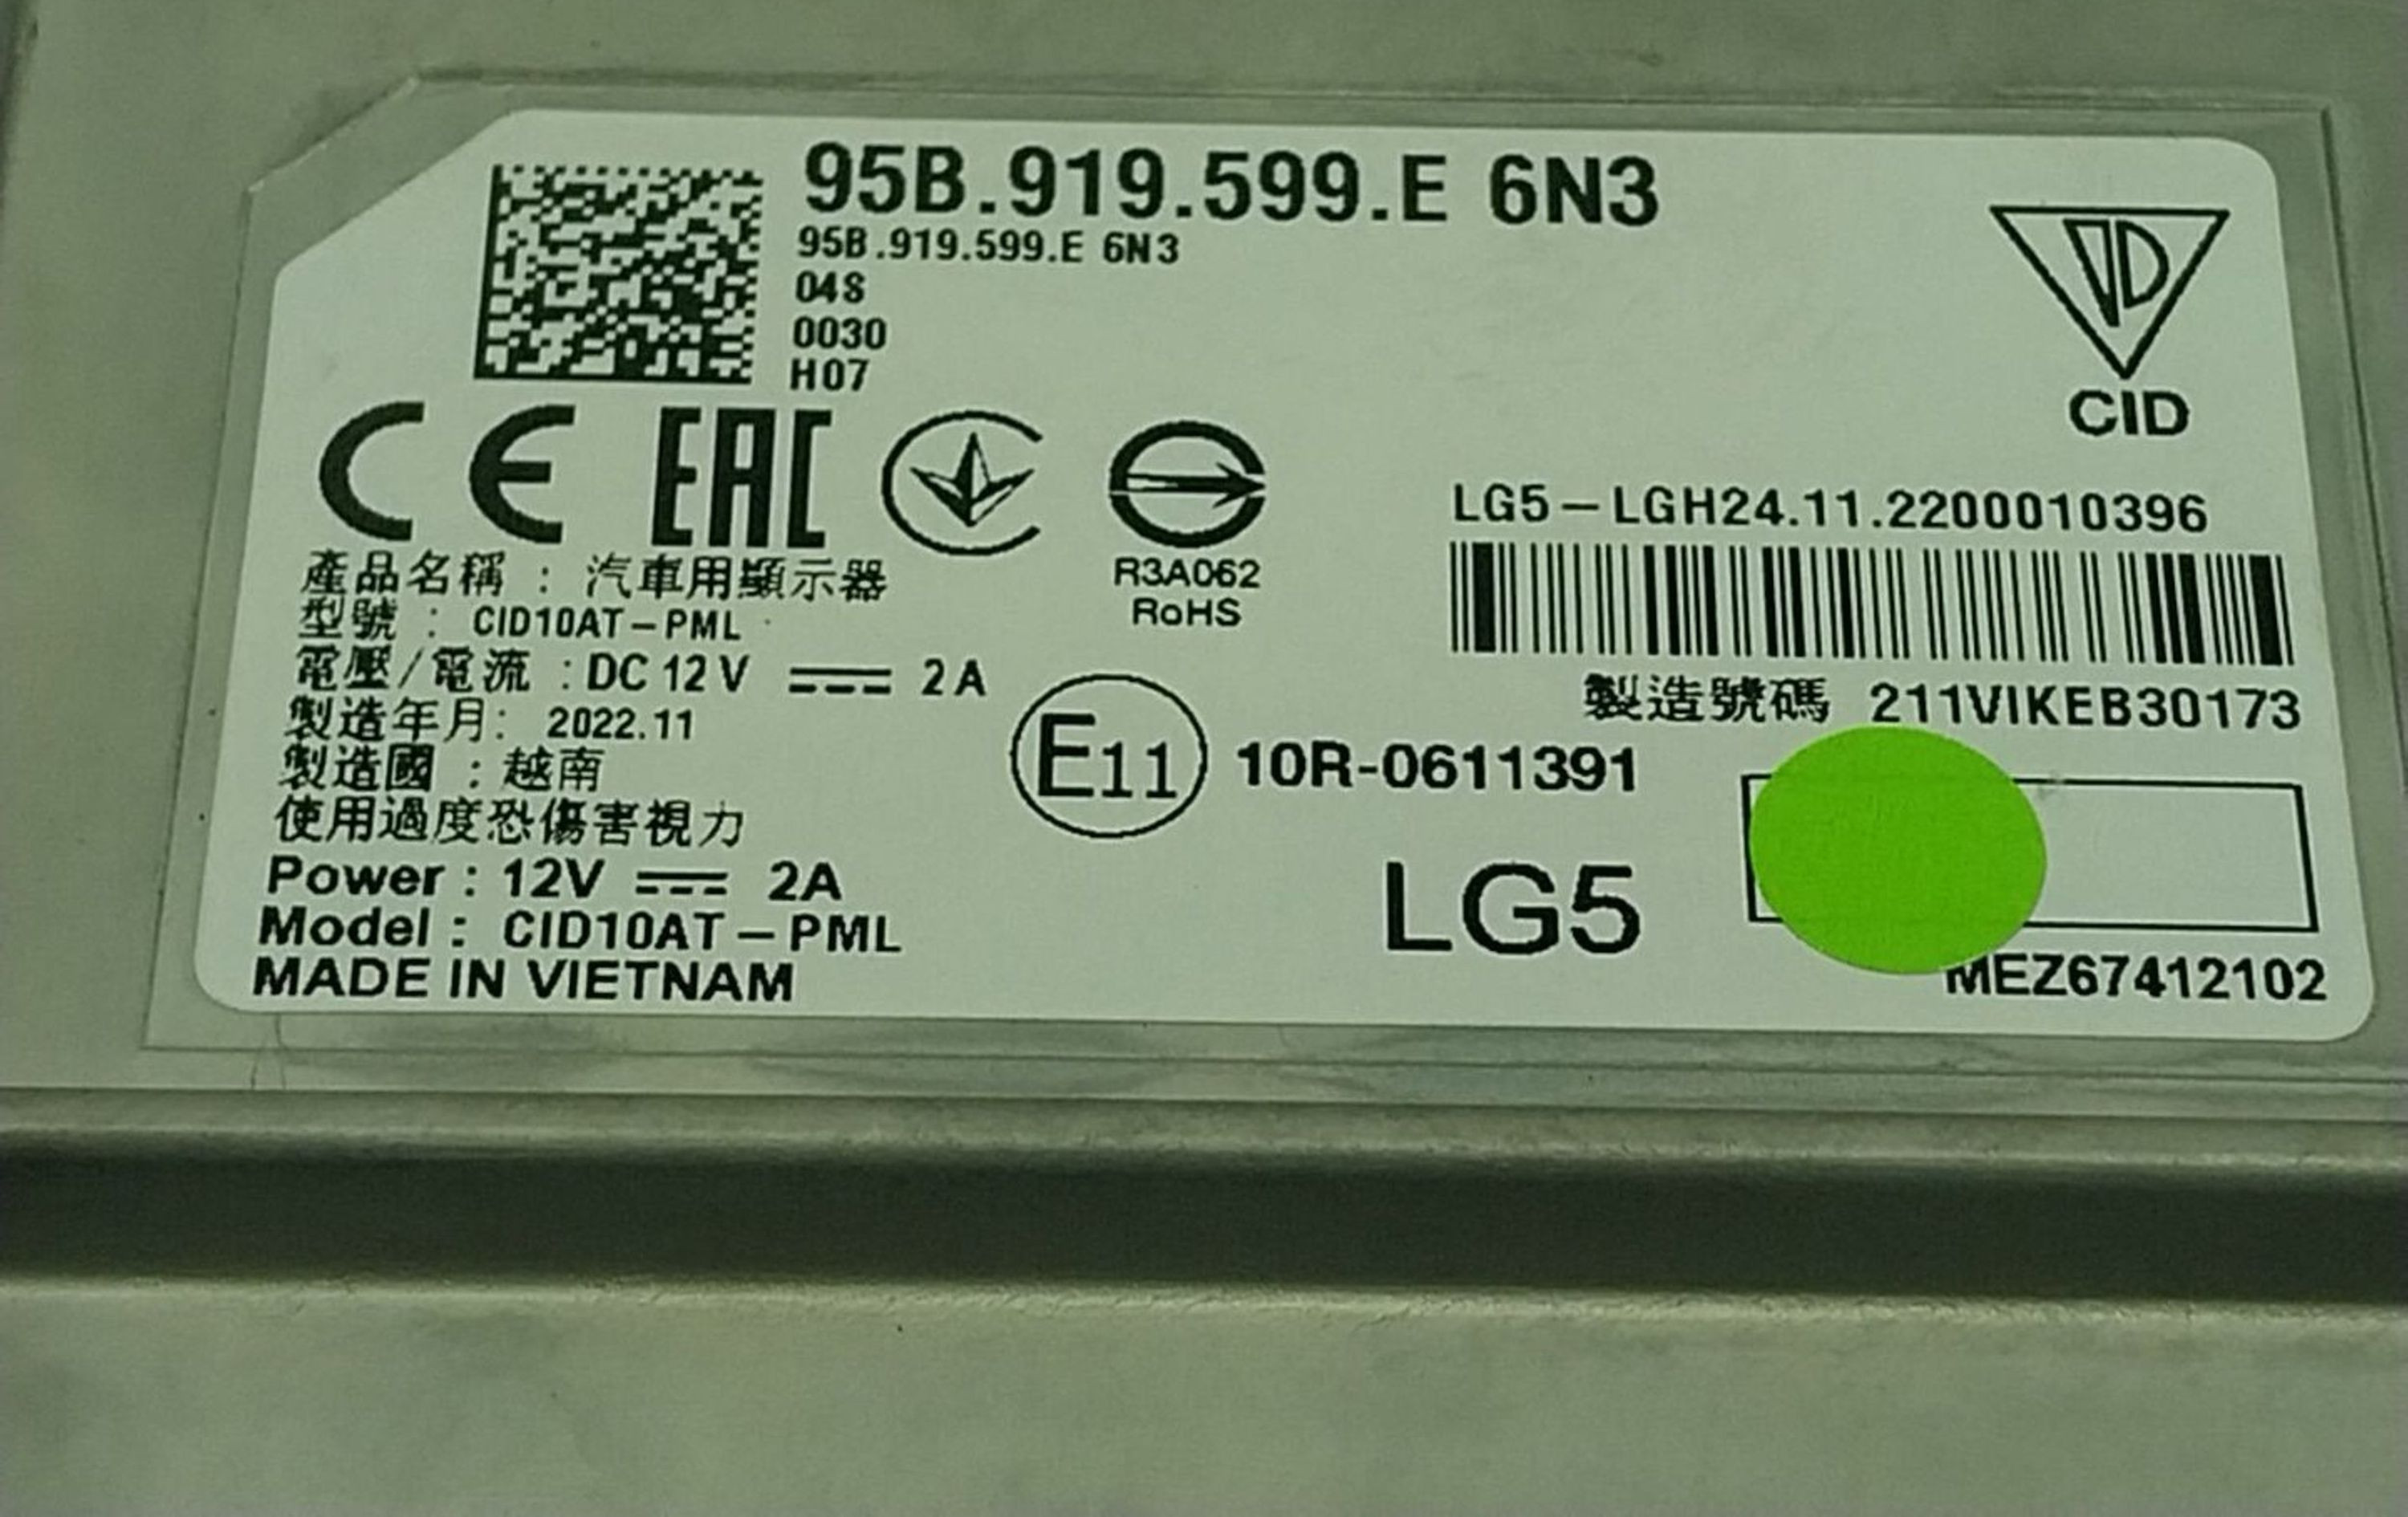 95B.919.599.E 6N3
95B.919.599.E 6N3
04S
0030
H07
CID
CE EAC
R3A062
RoHS
LG5-LGH24.11.2200010396
製造號碼 211VIKEB30173
產品名稱 : 汽車用顯示器
型號 : CID10AT-PML
電壓/電流 : DC 12 V ⎓ 2 A
製造年月: 2022.11
製造國 : 越南
使用過度恐傷害視力
E11 10R-0611391
Power : 12V ⎓ 2A
Model : CID10AT-PML
MADE IN VIETNAM
LG5
MEZ67412102